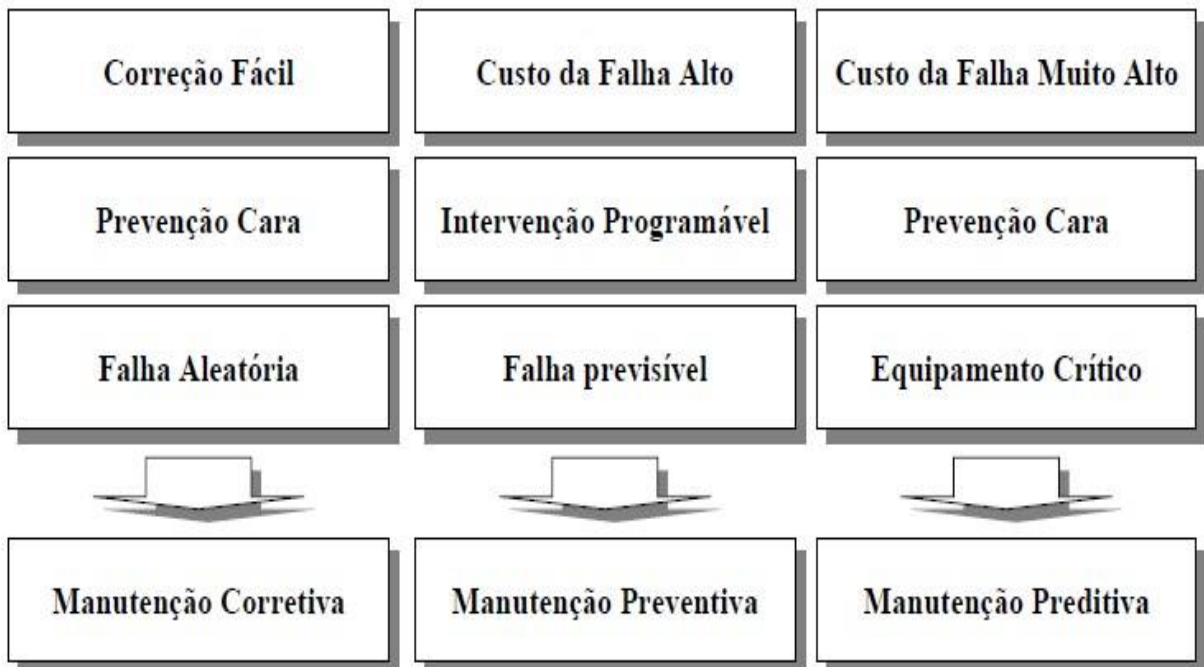 Correção Fácil
Custo da Falha Alto
Custo da Falha Muito Alto
Prevenção Cara
Intervenção Programável
Prevenção Cara
Falha Aleatória
Falha previsível
Equipamento Crítico
Manutenção Corretiva
Manutenção Preventiva
Manutenção Preditiva